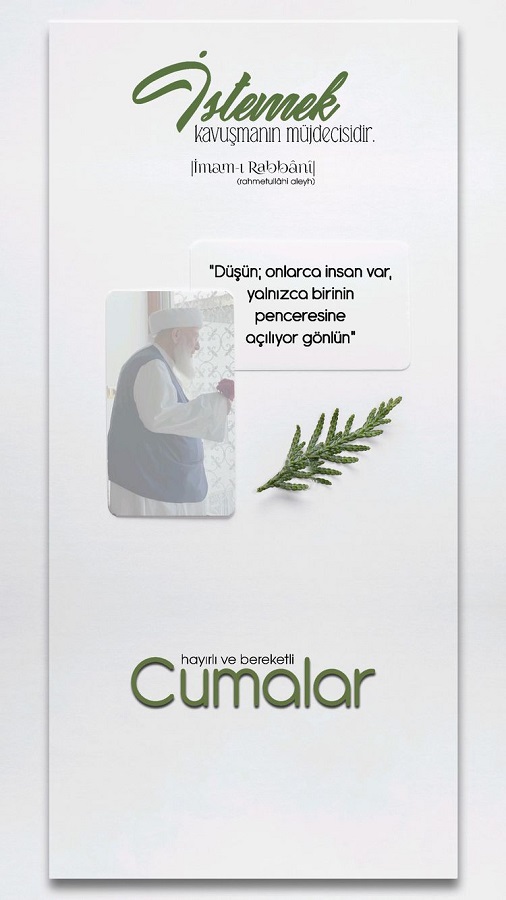 İstemek
kavuşmanın müjdecisidir.
|İmam-ı Rabbânî|
(rahmetullâhi aleyh)
"Düşün; onlarca insan var,
yalnızca birinin
penceresine
açılıyor gönlün"
hayırlı ve bereketli
Cumalar